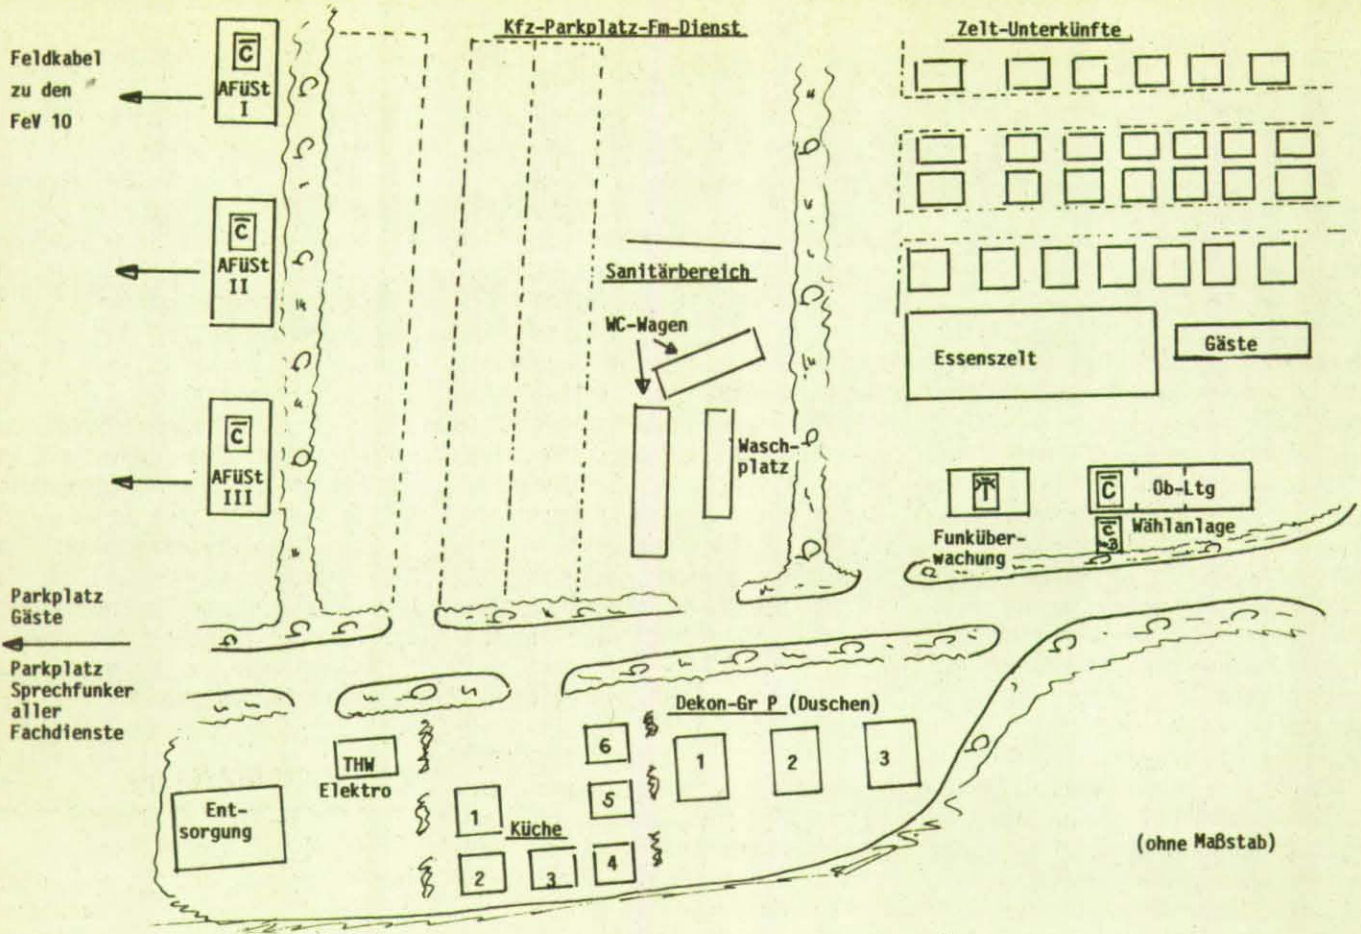 Kfz-Parkplatz-Fm-Dienst
Zelt-Unterkünfte
Feldkabel
zu den
FeV 10
C
AFüSt
I
C
AFüSt
II
C
AFüSt
III
Sanitärbereich
WC-Wagen
Wasch-
platz
Essenszelt
Gäste
Funküber-
wachung
C
Ob-Ltg
C
Wählanlage
Parkplatz
Gäste
Parkplatz
Sprechfunker
aller
Fachdienste
Dekon-Gr P (Duschen)
1
2
3
THW
Elektro
Ent-
sorgung
Küche
1
2
3
4
5
6
(ohne Maßstab)